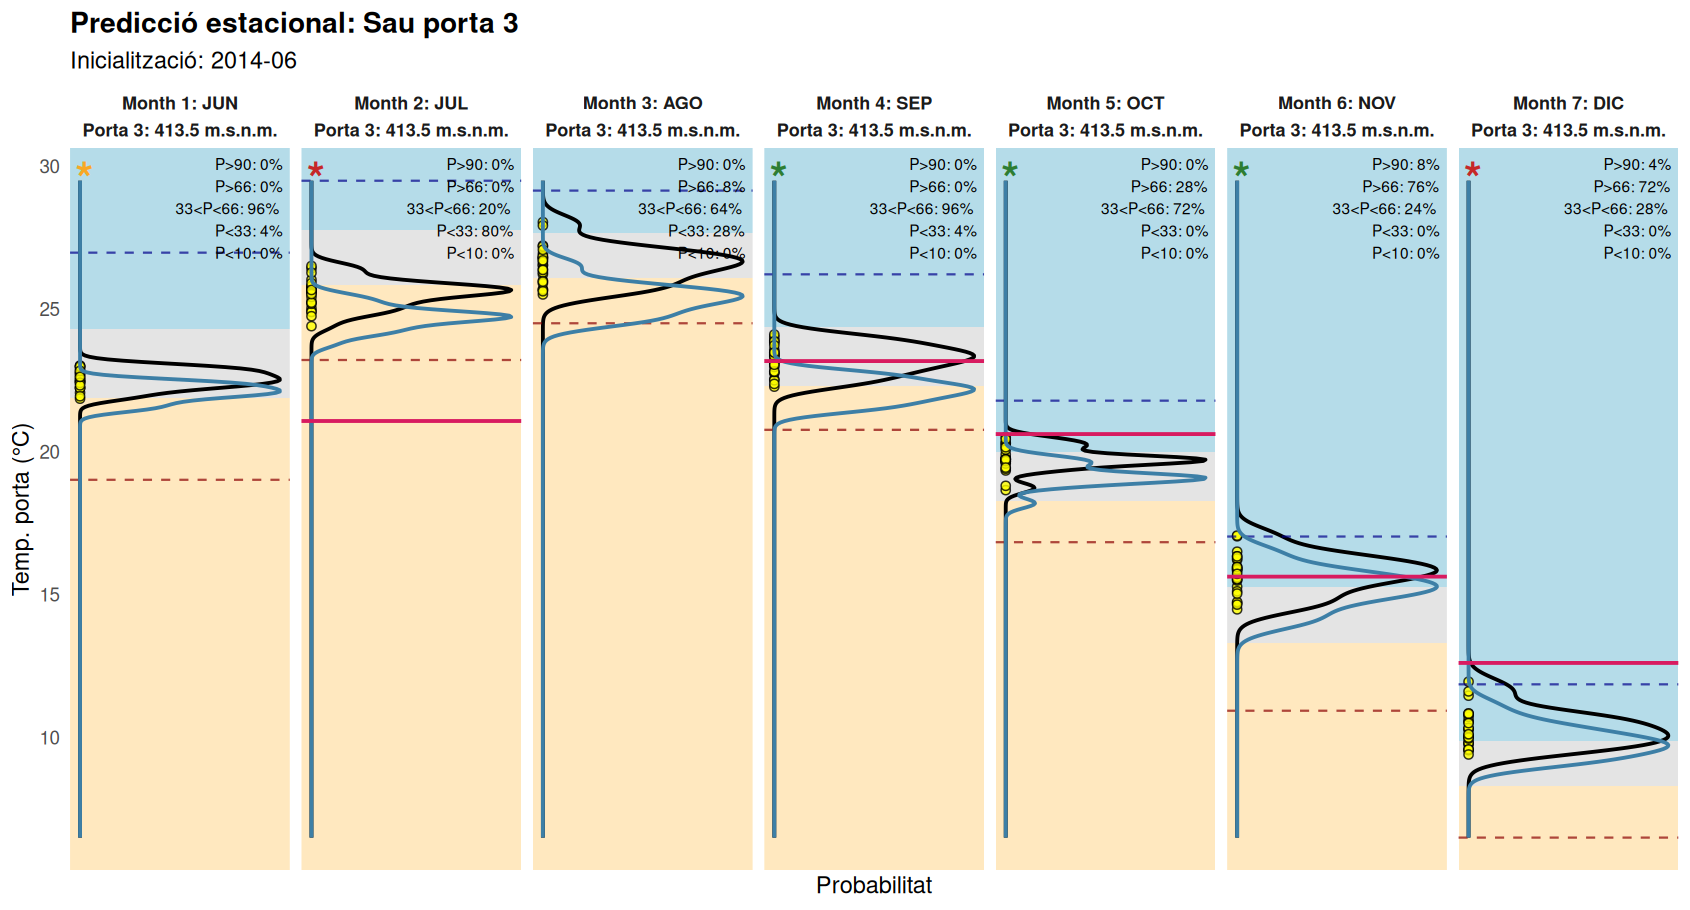 Predicció estacional: Sau porta 3
Inicialització: 2014-06
Month 1: JUN
Porta 3: 413.5 m.s.n.m.
Month 2: JUL
Porta 3: 413.5 m.s.n.m.
Month 3: AGO
Porta 3: 413.5 m.s.n.m.
Month 4: SEP
Porta 3: 413.5 m.s.n.m.
Month 5: OCT
Porta 3: 413.5 m.s.n.m.
Month 6: NOV
Porta 3: 413.5 m.s.n.m.
Month 7: DIC
Porta 3: 413.5 m.s.n.m.
Temp. porta (°C)
30
25
20
15
10
*
P>90: 0%
P>66: 0%
33<P<66: 96%
P<33: 4%
P<10: 0%
*
P>90: 0%
P>66: 0%
33<P<66: 20%
P<33: 80%
P<10: 0%
P>90: 0%
P>66: 8%
33<P<66: 64%
P<33: 28%
P<10: 0%
*
P>90: 0%
P>66: 0%
33<P<66: 96%
P<33: 4%
P<10: 0%
*
P>90: 0%
P>66: 28%
33<P<66: 72%
P<33: 0%
P<10: 0%
*
P>90: 8%
P>66: 76%
33<P<66: 24%
P<33: 0%
P<10: 0%
*
P>90: 4%
P>66: 72%
33<P<66: 28%
P<33: 0%
P<10: 0%
Probabilitat